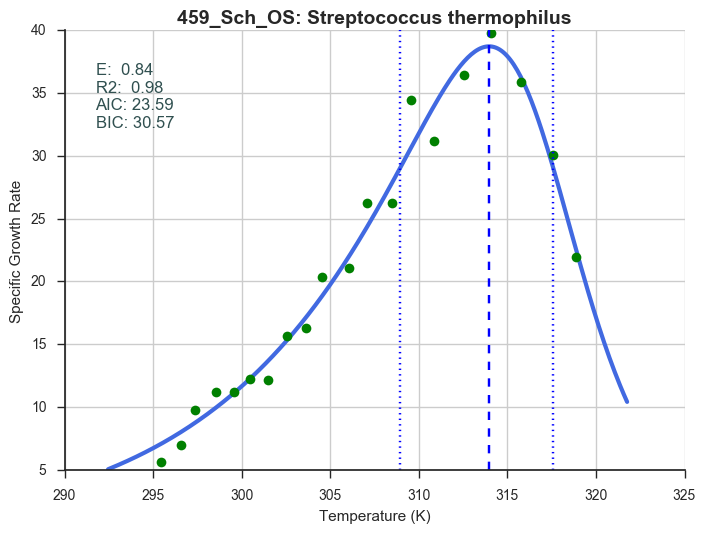 459_Sch_OS: Streptococcus thermophilus
E:  0.84
R2:  0.98
AIC: 23.59
BIC: 30.57
40
35
30
25
20
15
10
5
Specific Growth Rate
290 295 300 305 310 315 320 325
Temperature (K)